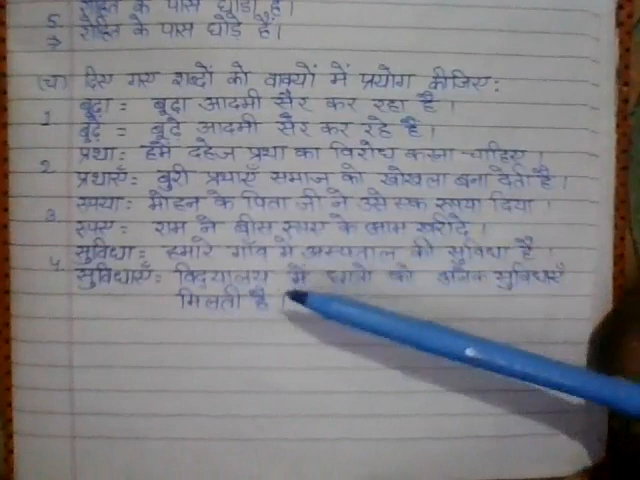 5. रोहित के पास घोड़ा है।
→ रोहित के पास घोड़े हैं।
(च) दिए गए शब्दों को वाक्यों में प्रयोग कीजिए:
1. बूढ़ा = बूढ़ा आदमी सैर कर रहा है।
बूढ़े = बूढ़े आदमी सैर कर रहे हैं।
2. प्रथा: हमें दहेज प्रथा का विरोध करना चाहिए।
प्रथाएँ: बुरी प्रथाएँ समाज को खोखला बना देती है।
3. रुपया: मोहन के पिता जी ने उसे एक रुपया दिया।
रुपए: राम ने बीस रुपए के आम खरीदे।
4. सुविधा: हमारे गाँव में अस्पताल की सुविधा है।
सुविधाएँ: विद्यालय में छात्रों को अनेक सुविधाएँ
मिलती है।